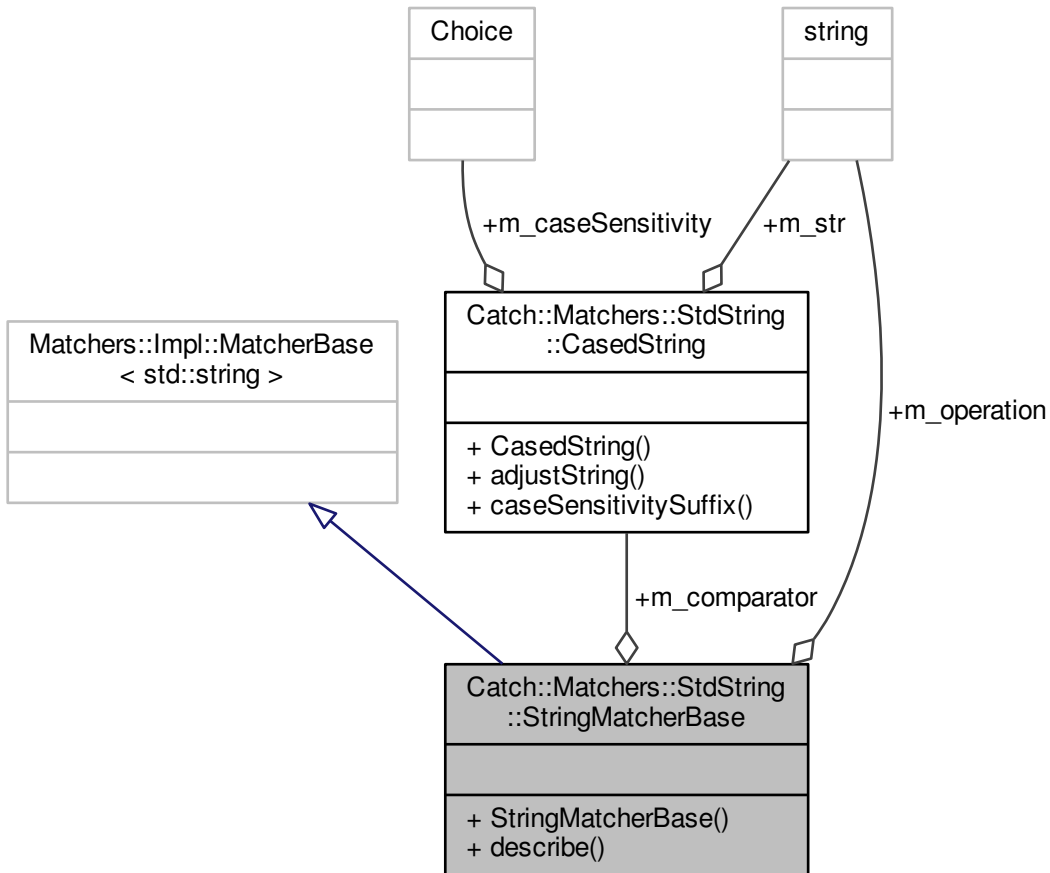 Choice
string
+m_caseSensitivity
+m_str
Catch::Matchers::StdString
::CasedString
Matchers::Impl::MatcherBase
< std::string >
+m_operation
+ CasedString()
+ adjustString()
+ caseSensitivitySuffix()
+m_comparator
Catch::Matchers::StdString
::StringMatcherBase
+ StringMatcherBase()
+ describe()